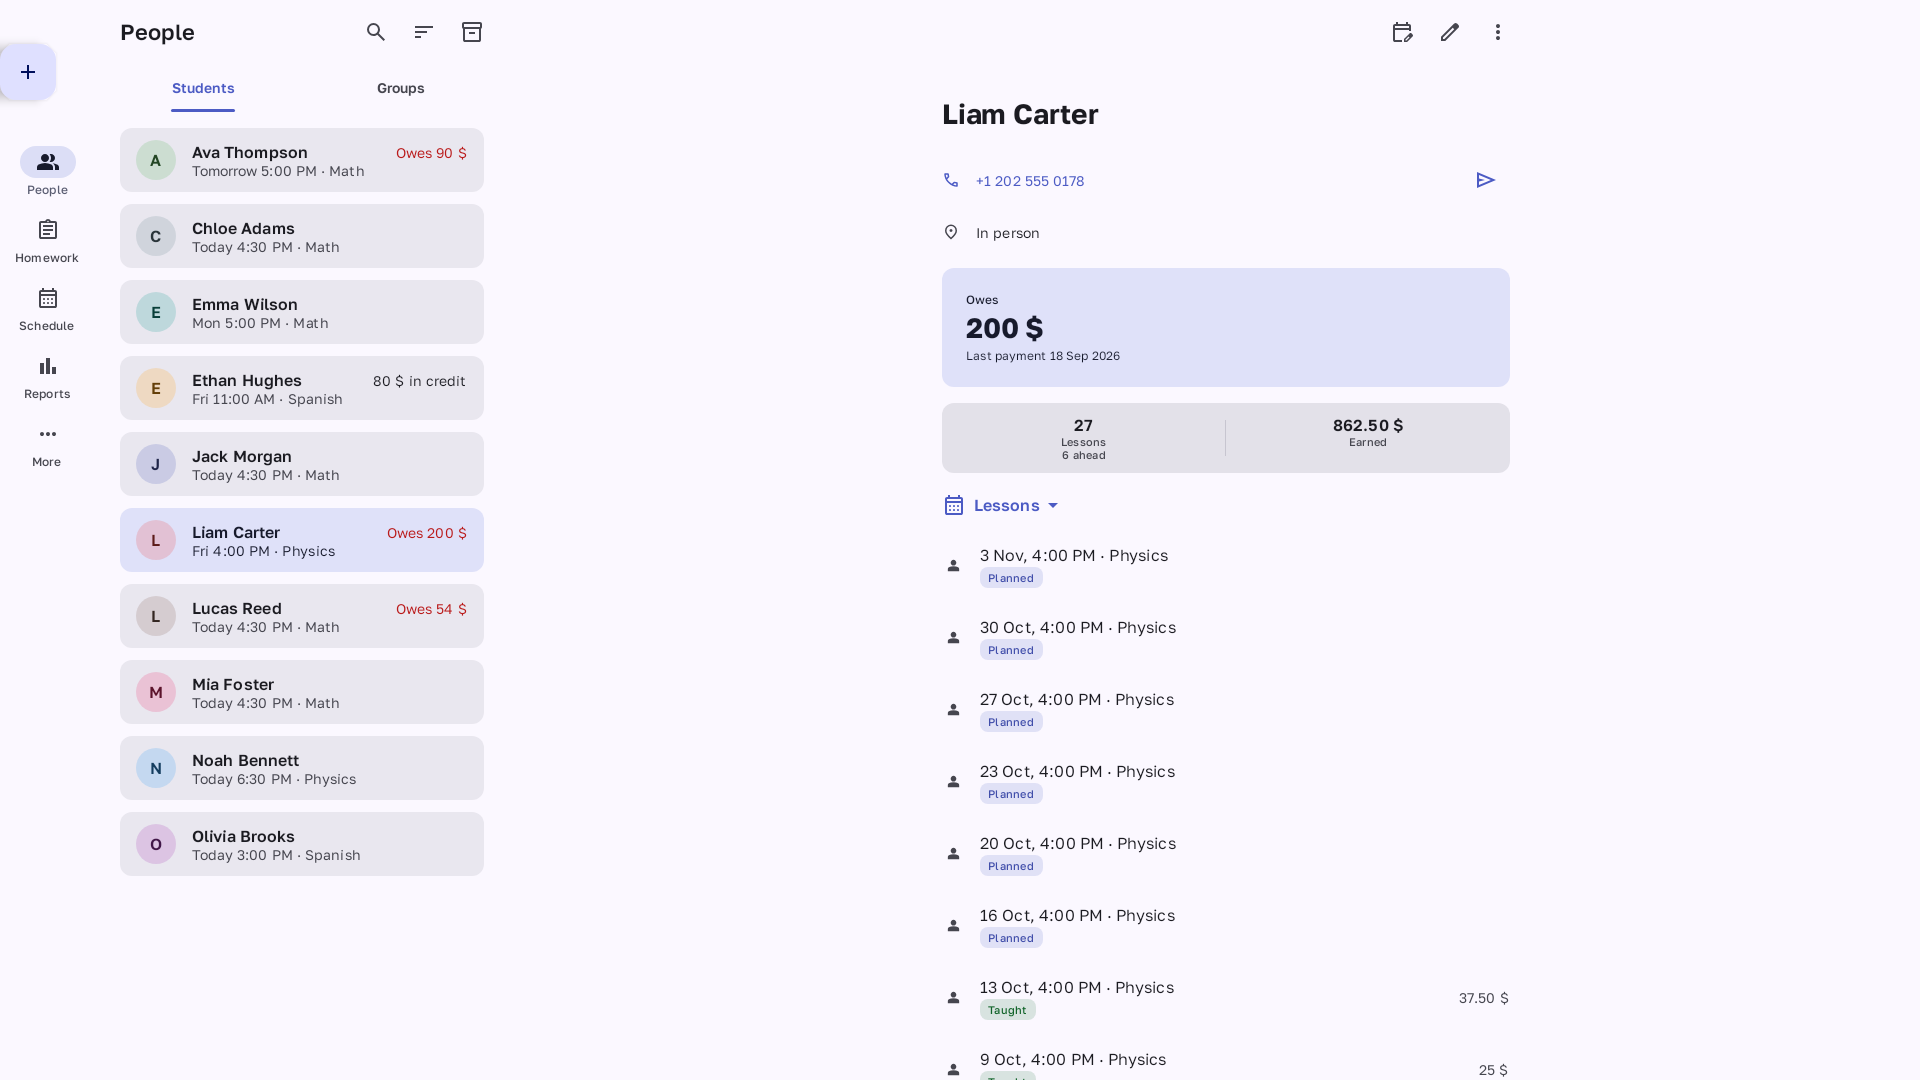 People
Students
Groups
People
Homework
Schedule
Reports
More
A
Ava Thompson
Owes 90 $
Tomorrow 5:00 PM · Math
C
Chloe Adams
Today 4:30 PM · Math
E
Emma Wilson
Mon 5:00 PM · Math
E
Ethan Hughes
80 $ in credit
Fri 11:00 AM · Spanish
J
Jack Morgan
Today 4:30 PM · Math
L
Liam Carter
Owes 200 $
Fri 4:00 PM · Physics
L
Lucas Reed
Owes 54 $
Today 4:30 PM · Math
M
Mia Foster
Today 4:30 PM · Math
N
Noah Bennett
Today 6:30 PM · Physics
O
Olivia Brooks
Today 3:00 PM · Spanish
Liam Carter
+1 202 555 0178
In person
Owes
200 $
Last payment 18 Sep 2026
27
Lessons
6 ahead
862.50 $
Earned
Lessons
3 Nov, 4:00 PM · Physics
Planned
30 Oct, 4:00 PM · Physics
Planned
27 Oct, 4:00 PM · Physics
Planned
23 Oct, 4:00 PM · Physics
Planned
20 Oct, 4:00 PM · Physics
Planned
16 Oct, 4:00 PM · Physics
Planned
13 Oct, 4:00 PM · Physics
Taught
37.50 $
9 Oct, 4:00 PM · Physics
25 $